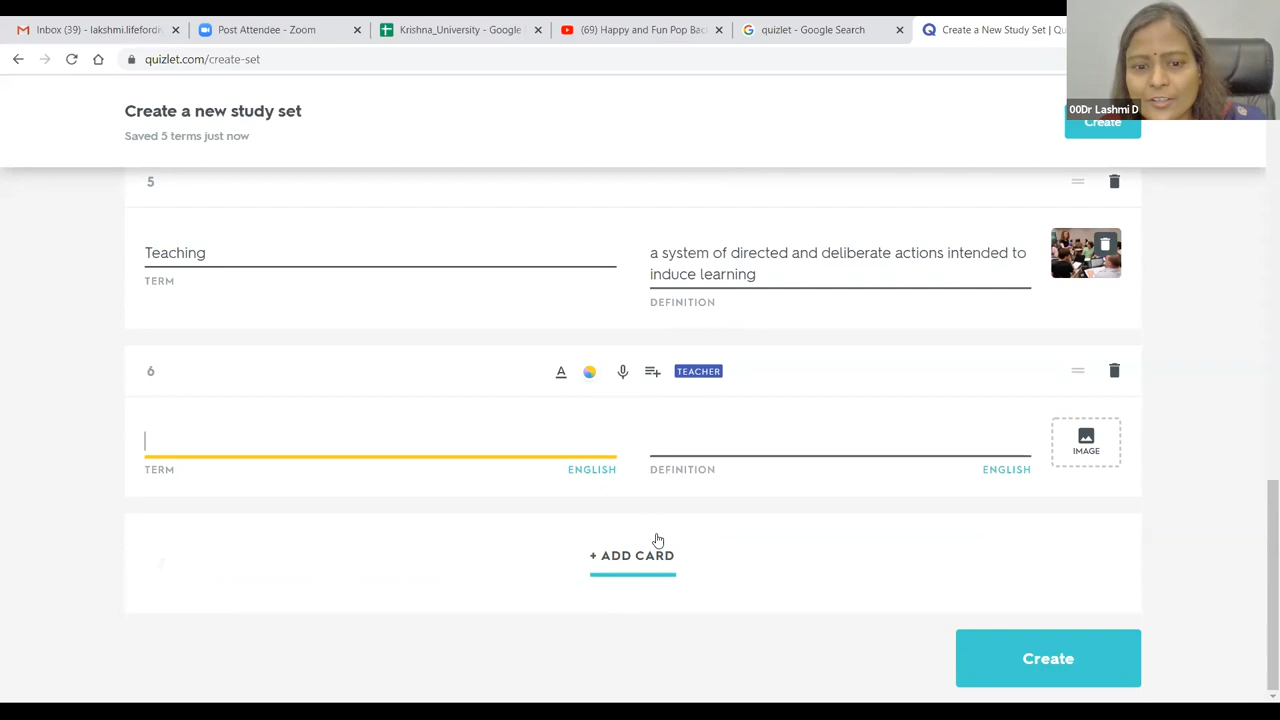 Inbox (39) - lakshmi.lifefordiv
Post Attendee - Zoom
Krishna_University - Google
(69) Happy and Fun Pop Bac
quizlet - Google Search
Create a New Study Set | Qu
quizlet.com/create-set
00Dr Lashmi D
Create a new study set
Saved 5 terms just now
Create
5
Teaching
TERM
a system of directed and deliberate actions intended to
induce learning
DEFINITION
6
A
TEACHER
TERM
ENGLISH
DEFINITION
ENGLISH
IMAGE
+ ADD CARD
Create